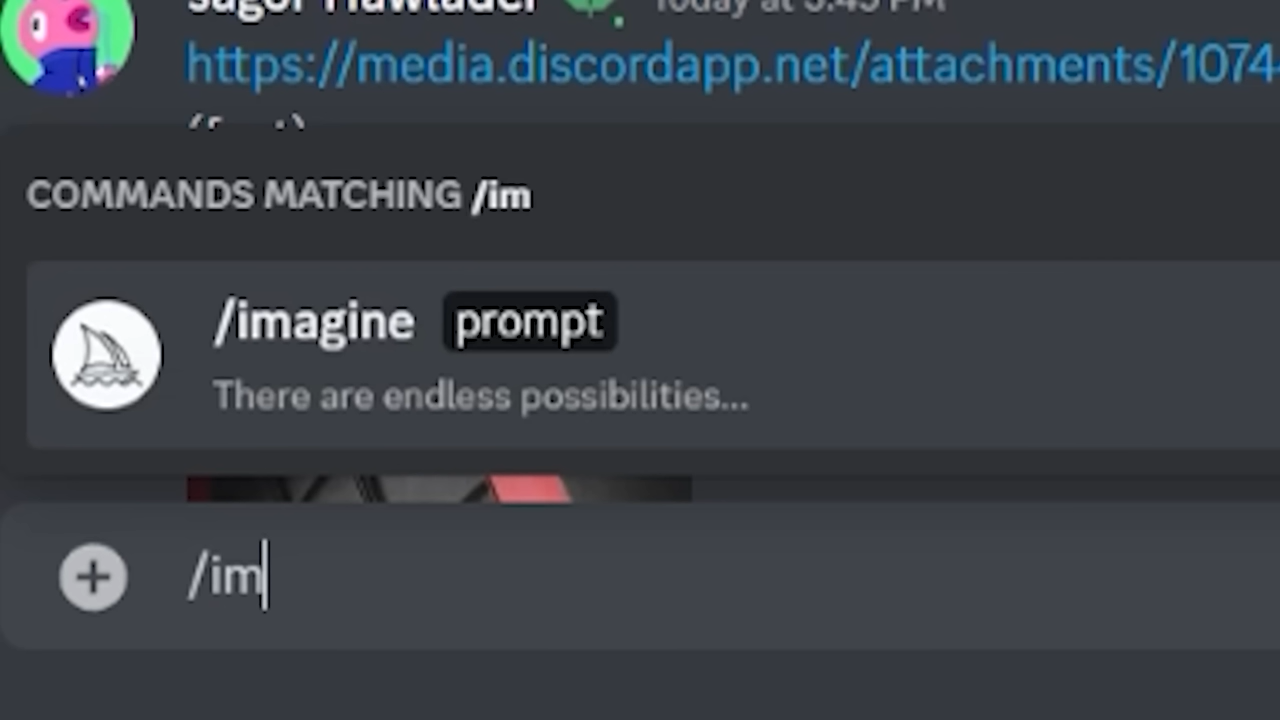 https://media.discordapp.net/attachments/1074
COMMANDS MATCHING /im
/imagine prompt
There are endless possibilities...
/im